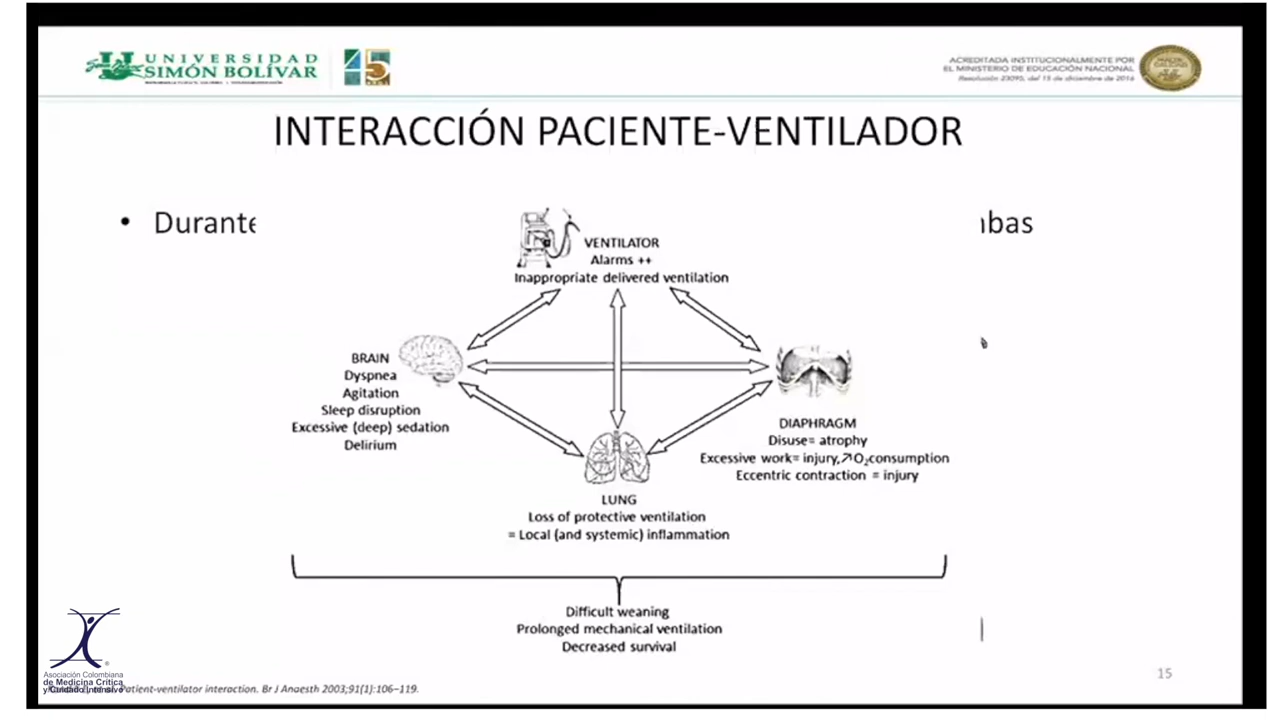 UNIVERSIDAD
SIMÓN BOLÍVAR
45
ACREDITADA INSTITUCIONALMENTE POR
EL MINISTERIO DE EDUCACIÓN NACIONAL
Resolución 23095, del 15 de diciembre de 2016
INTERACCIÓN PACIENTE-VENTILADOR
• Durante
VENTILATOR
Alarms ++
Inappropriate delivered ventilation
BRAIN
Dyspnea
Agitation
Sleep disruption
Excessive (deep) sedation
Delirium
DIAPHRAGM
Disuse= atrophy
Excessive work= injury,↗O₂consumption
Eccentric contraction = injury
LUNG
Loss of protective ventilation
= Local (and systemic) inflammation
Difficult weaning
Prolonged mechanical ventilation
Decreased survival
Asociación Colombiana
de Medicina Crítica
y Cuidado Intensivo
Patient-ventilator interaction. Br J Anaesth 2003;91(1):106–119.
15